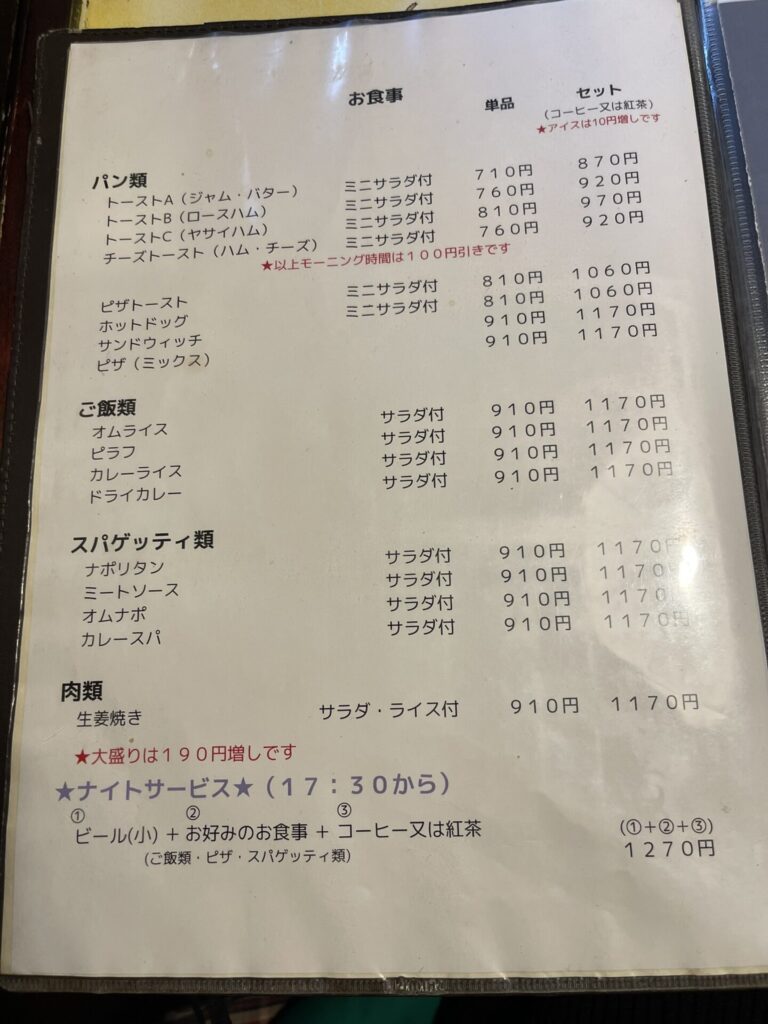 お食事 単品 セット
(コーヒー又は紅茶)
★アイスは10円増しです
パン類
トーストA（ジャム・バター） ミニサラダ付 710円 870円
トーストB（ロースハム） ミニサラダ付 760円 920円
トーストC（ヤサイハム） ミニサラダ付 810円 970円
チーズトースト（ハム・チーズ） ミニサラダ付 760円 920円
★以上モーニング時間は１００円引きです
ピザトースト ミニサラダ付 810円 1060円
ホットドッグ ミニサラダ付 810円 1060円
サンドウィッチ 910円 1170円
ピザ（ミックス） 910円 1170円
ご飯類
オムライス サラダ付 910円 1170円
ピラフ サラダ付 910円 1170円
カレーライス サラダ付 910円 1170円
ドライカレー サラダ付 910円 1170円
スパゲッティ類
ナポリタン サラダ付 910円 1170円
ミートソース サラダ付 910円 1170円
オムナポ サラダ付 910円 1170円
カレースパ サラダ付 910円 1170円
肉類
生姜焼き サラダ・ライス付 910円 1170円
★大盛りは１９０円増しです
★ナイトサービス★（１７：３０から）
① ② ③
ビール(小) + お好みのお食事 + コーヒー又は紅茶 (①+②+③)
(ご飯類・ピザ・スパゲッティ類) 1270円